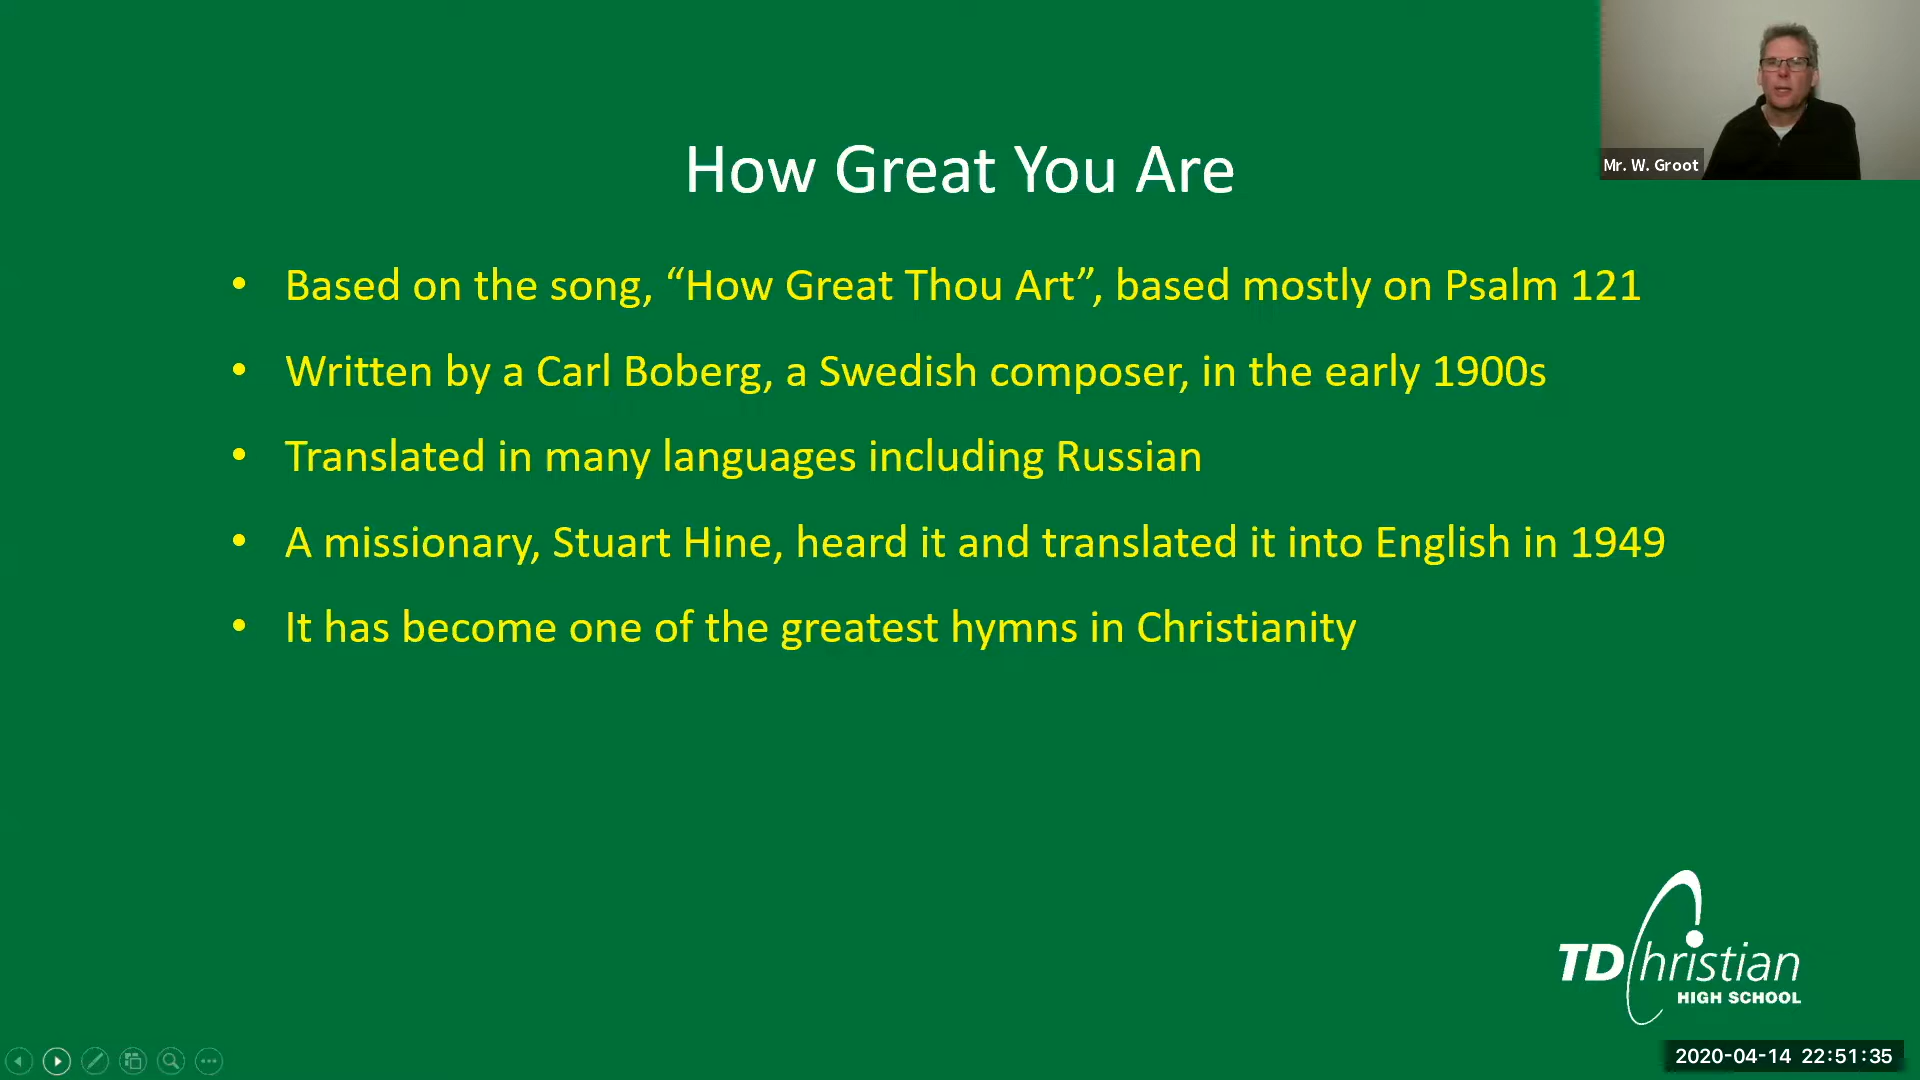 Mr. W. Groot
How Great You Are
• Based on the song, “How Great Thou Art”, based mostly on Psalm 121
• Written by a Carl Boberg, a Swedish composer, in the early 1900s
• Translated in many languages including Russian
• A missionary, Stuart Hine, heard it and translated it into English in 1949
• It has become one of the greatest hymns in Christianity
TDChristian
HIGH SCHOOL
2020-04-14 22:51:35